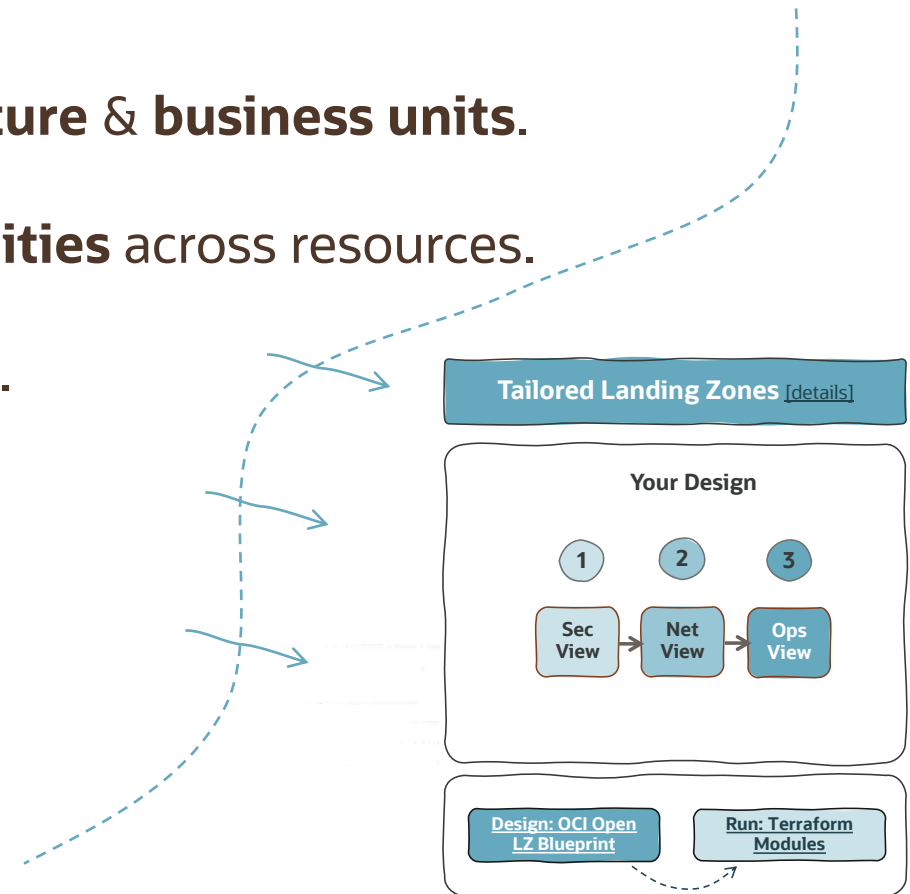 ture & business units.
ities across resources.
.
Tailored Landing Zones [details]
Your Design
1 2 3
Sec Net Ops
View View View
Design: OCI Open Run: Terraform
LZ Blueprint Modules